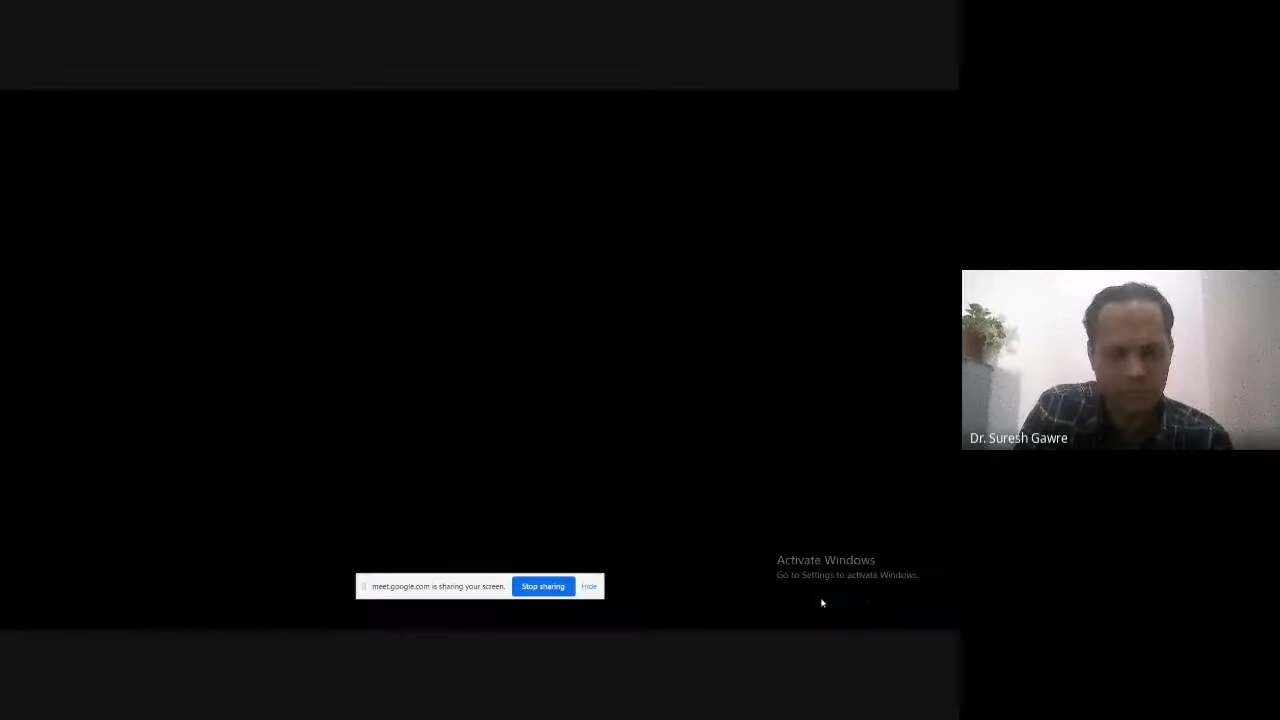 Dr. Suresh Gawre
Activate Windows
Go to Settings to activate Windows.
meet.google.com is sharing your screen. Stop sharing Hide